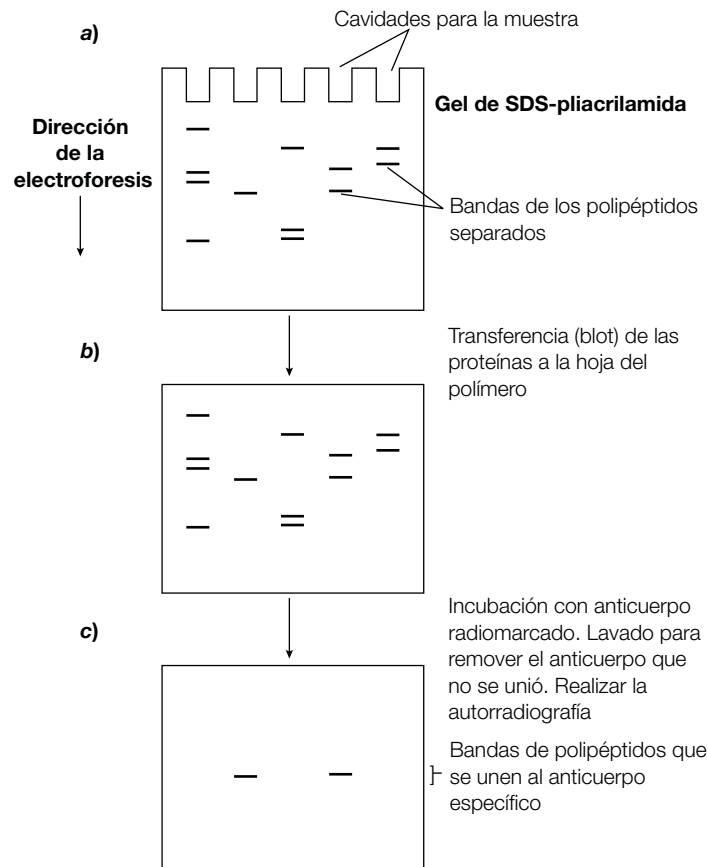 Cavidades para la muestra
a)
Gel de SDS-pliacrilamida
Dirección
de la
electroforesis
Bandas de los polipéptidos
separados
b)
Transferencia (blot) de las
proteínas a la hoja del
polímero
c)
Incubación con anticuerpo
radiomarcado. Lavado para
remover el anticuerpo que
no se unió. Realizar la
autorradiografía
Bandas de polipéptidos que
se unen al anticuerpo
específico